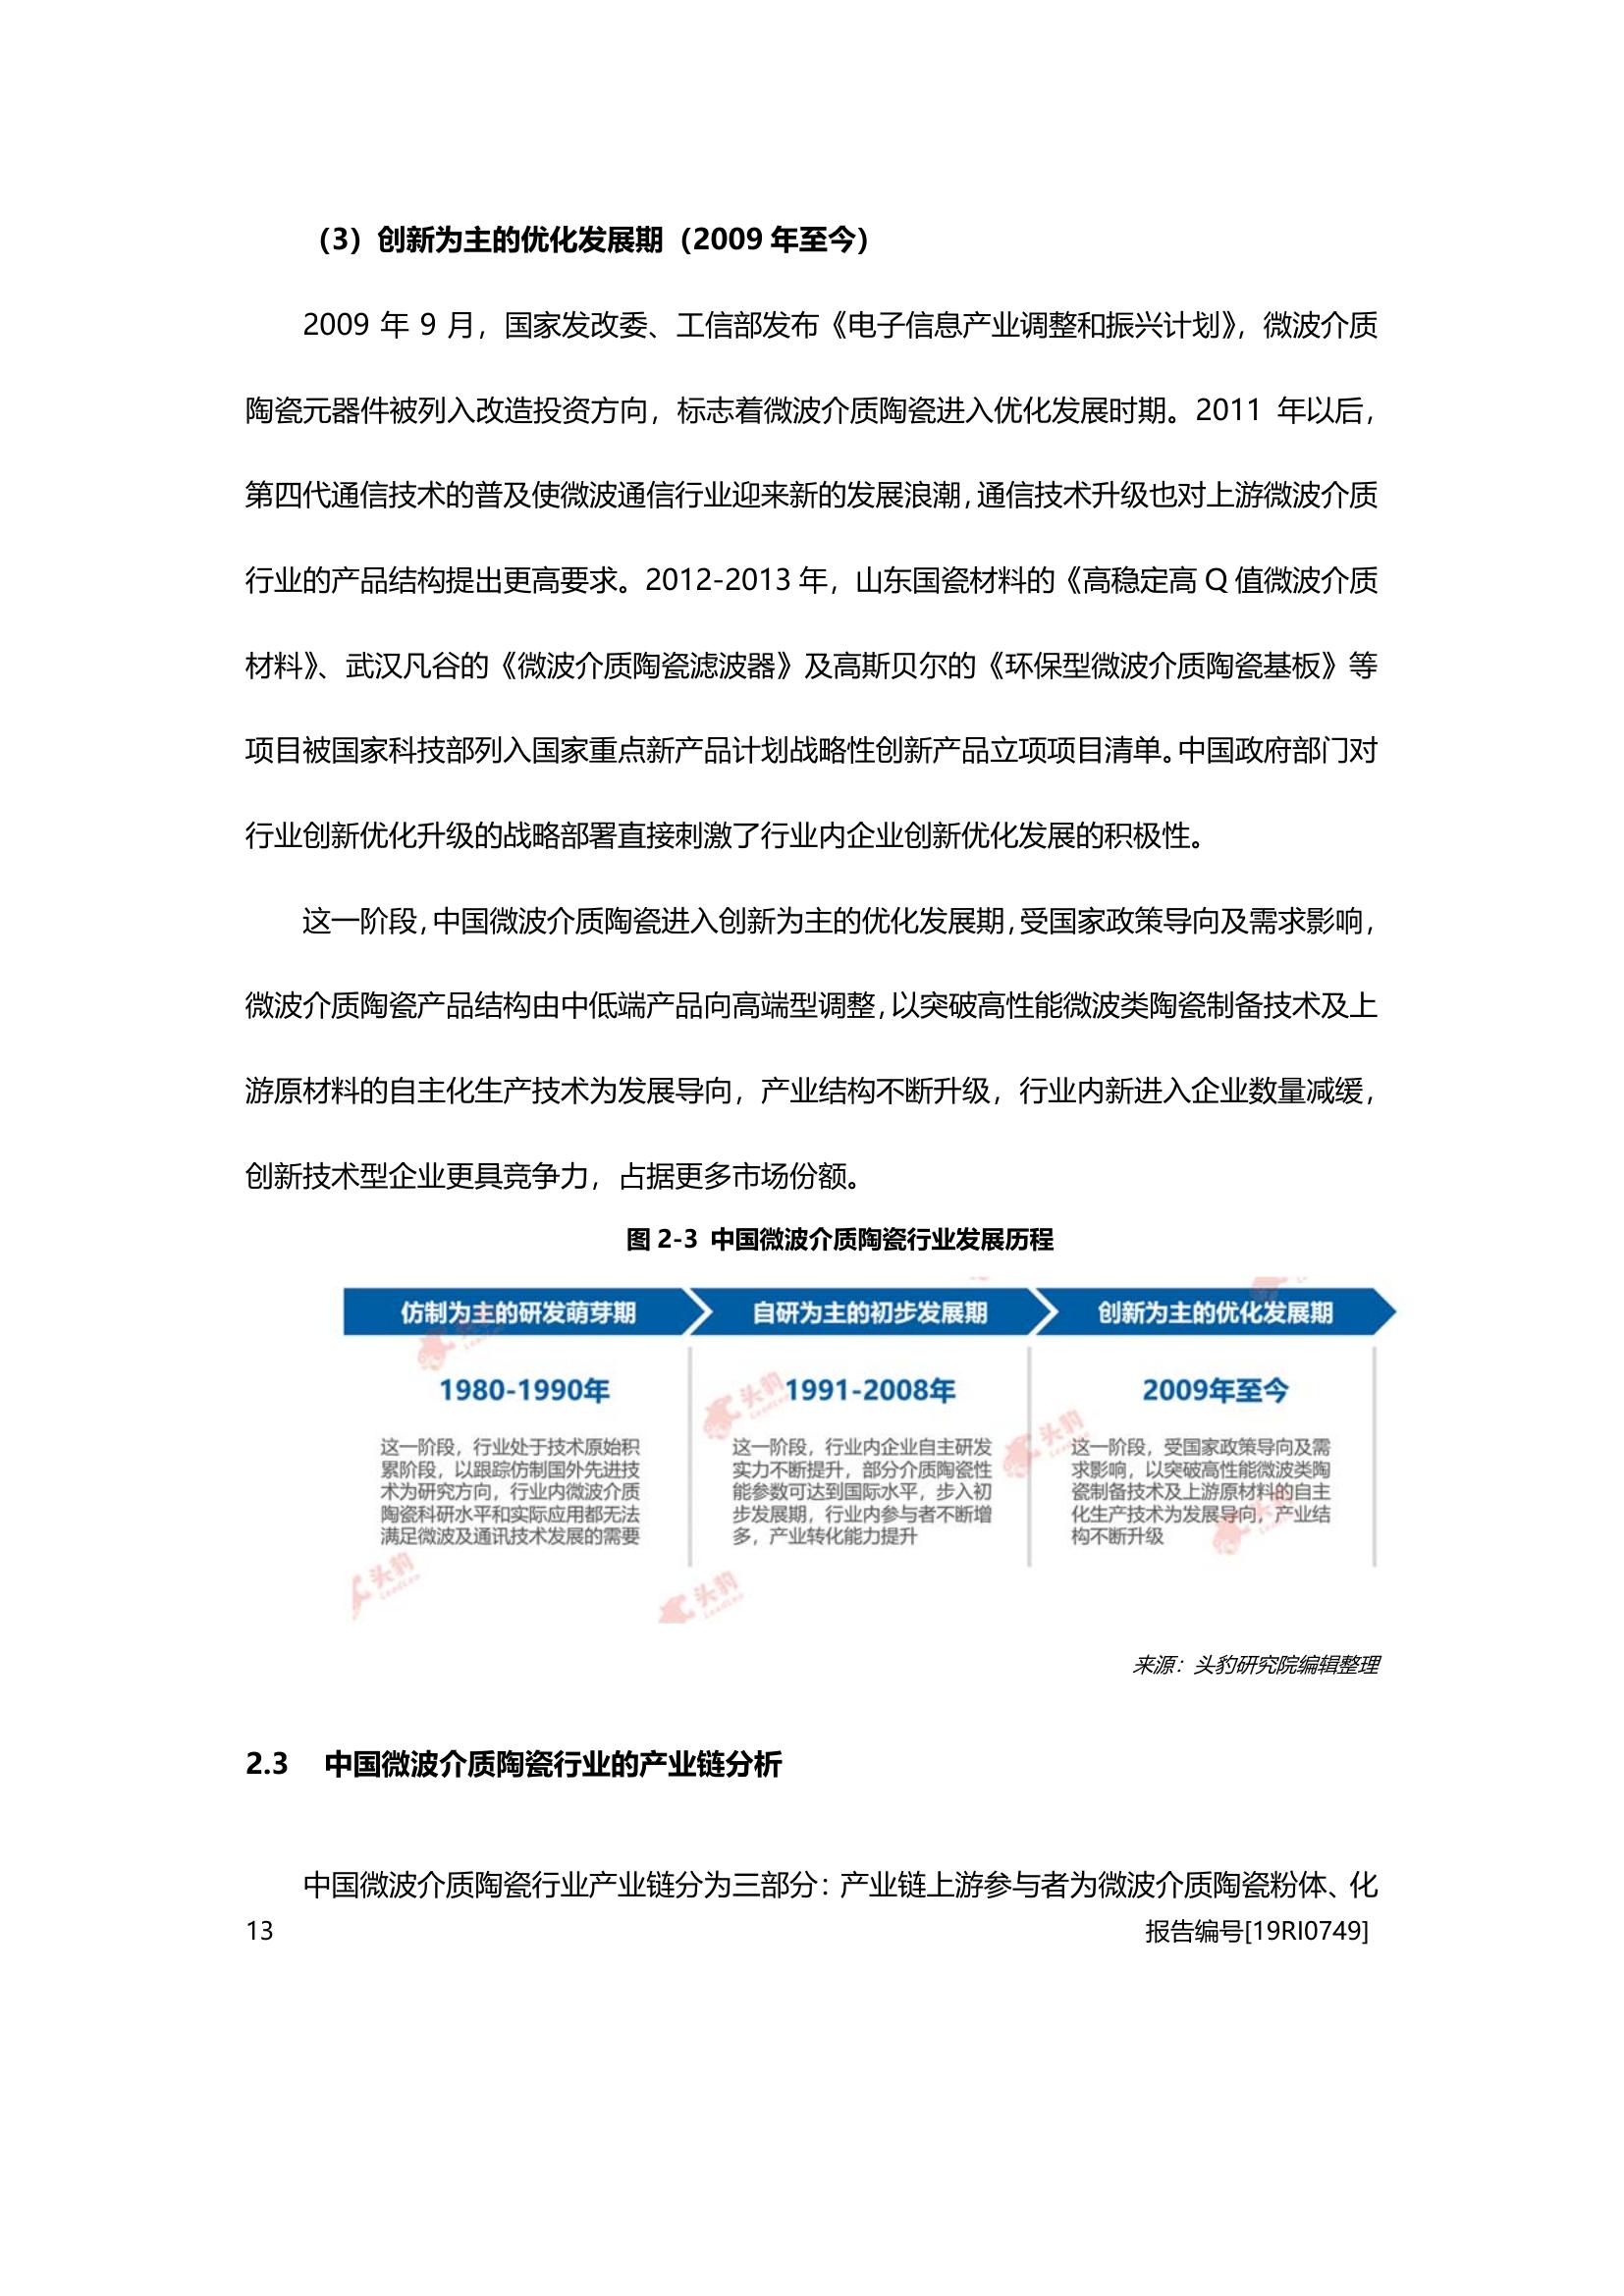 （3）创新为主的优化发展期（2009 年至今）
2009 年 9 月，国家发改委、工信部发布《电子信息产业调整和振兴计划》，微波介质
陶瓷元器件被列入改造投资方向，标志着微波介质陶瓷进入优化发展时期。2011 年以后，
第四代通信技术的普及使微波通信行业迎来新的发展浪潮，通信技术升级也对上游微波介质
行业的产品结构提出更高要求。2012-2013 年，山东国瓷材料的《高稳定高 Q 值微波介质
材料》、武汉凡谷的《微波介质陶瓷滤波器》及高斯贝尔的《环保型微波介质陶瓷基板》等
项目被国家科技部列入国家重点新产品计划战略性创新产品立项项目清单。中国政府部门对
行业创新优化升级的战略部署直接刺激了行业内企业创新优化发展的积极性。
这一阶段，中国微波介质陶瓷进入创新为主的优化发展期，受国家政策导向及需求影响，
微波介质陶瓷产品结构由中低端产品向高端型调整，以突破高性能微波类陶瓷制备技术及上
游原材料的自主化生产技术为发展导向，产业结构不断升级，行业内新进入企业数量减缓，
创新技术型企业更具竞争力，占据更多市场份额。
图 2-3 中国微波介质陶瓷行业发展历程
仿制为主的研发萌芽期
1980-1990年
这一阶段，行业处于技术原始积
累阶段，以跟踪仿制国外先进技
术为研究方向，行业内微波介质
陶瓷科研水平和实际应用都无法
满足微波及通讯技术发展的需要
自研为主的初步发展期
1991-2008年
这一阶段，行业内企业自主研发
实力不断提升，部分介质陶瓷性
能参数可达到国际水平，步入初
步发展期，行业内参与者不断增
多，产业转化能力提升
创新为主的优化发展期
2009年至今
这一阶段，受国家政策导向及需
求影响，以突破高性能微波类陶
瓷制备技术及上游原材料的自主
化生产技术为发展导向，产业结
构不断升级
头豹
LeadLeo
头豹
LeadLeo
头豹
LeadLeo
头豹
LeadLeo
来源：头豹研究院编辑整理
2.3 中国微波介质陶瓷行业的产业链分析
中国微波介质陶瓷行业产业链分为三部分：产业链上游参与者为微波介质陶瓷粉体、化
13 报告编号[19RI0749]